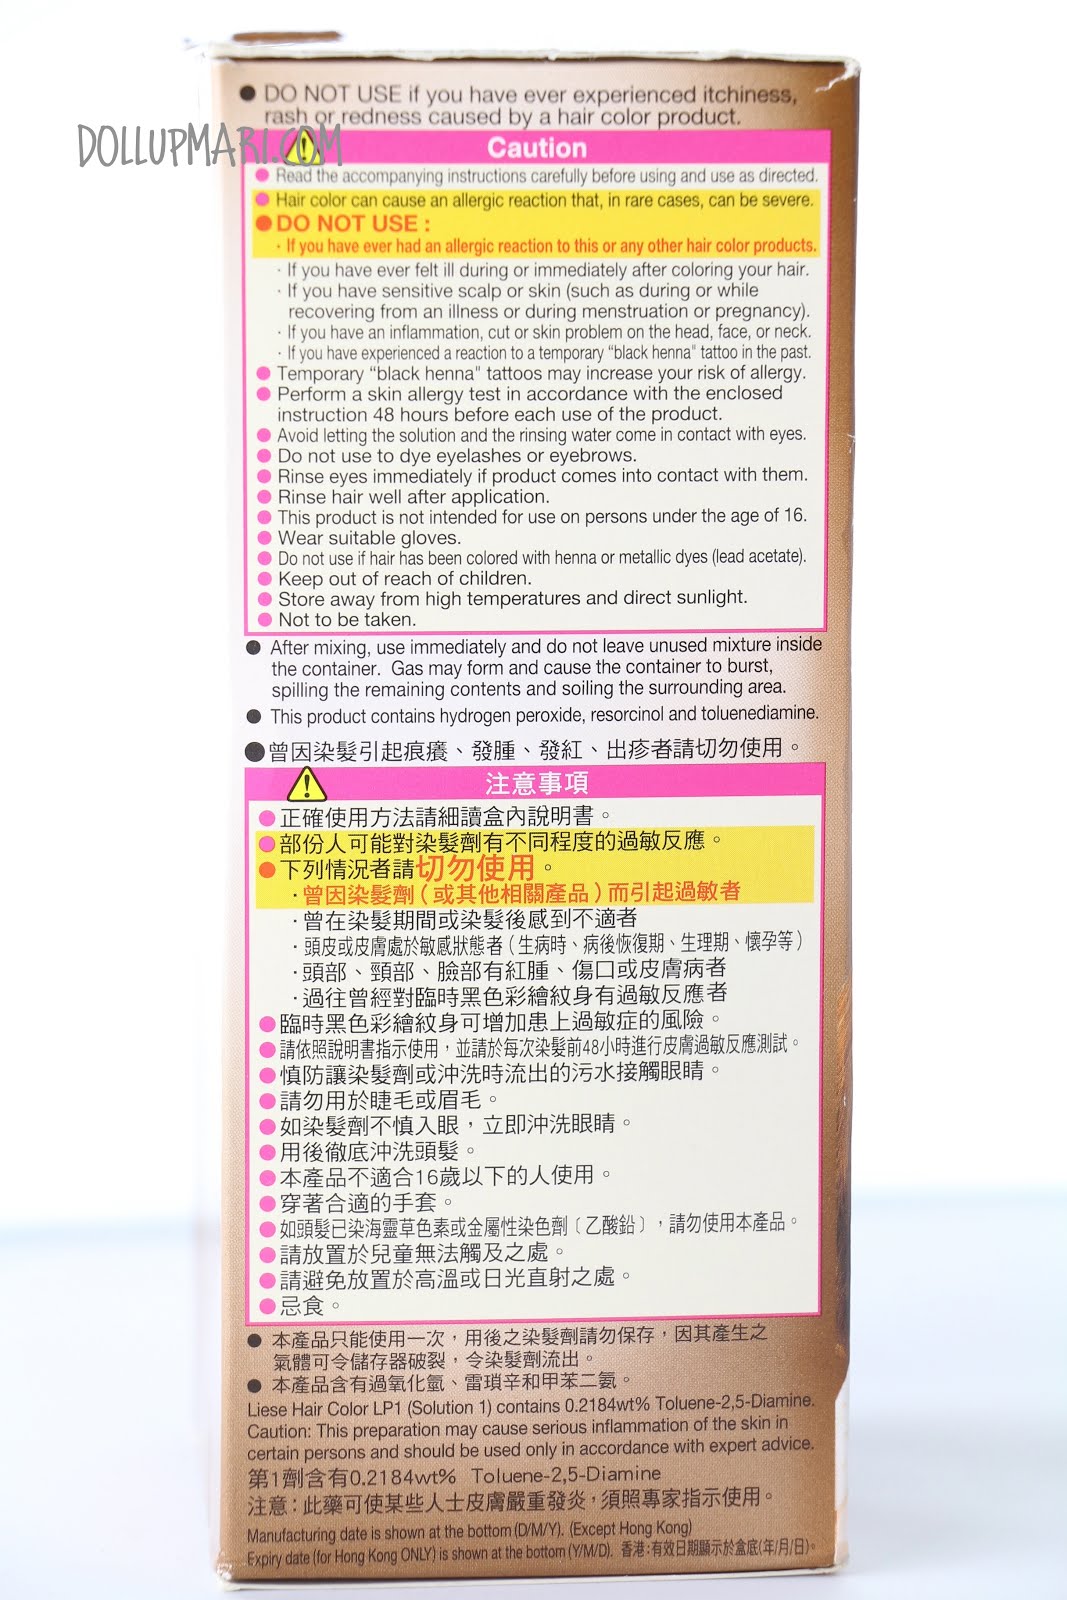 ● DO NOT USE if you have ever experienced itchiness,
rash or redness caused by a hair color product.
DOLLUPMARI.COM
Caution
● Read the accompanying instructions carefully before using and use as directed.
● Hair color can cause an allergic reaction that, in rare cases, can be severe.
● DO NOT USE :
· If you have ever had an allergic reaction to this or any other hair color products.
· If you have ever felt ill during or immediately after coloring your hair.
· If you have sensitive scalp or skin (such as during or while
recovering from an illness or during menstruation or pregnancy).
· If you have an inflammation, cut or skin problem on the head, face, or neck.
· If you have experienced a reaction to a temporary “black henna" tattoo in the past.
● Temporary “black henna" tattoos may increase your risk of allergy.
● Perform a skin allergy test in accordance with the enclosed
instruction 48 hours before each use of the product.
● Avoid letting the solution and the rinsing water come in contact with eyes.
● Do not use to dye eyelashes or eyebrows.
● Rinse eyes immediately if product comes into contact with them.
● Rinse hair well after application.
● This product is not intended for use on persons under the age of 16.
● Wear suitable gloves.
● Do not use if hair has been colored with henna or metallic dyes (lead acetate).
● Keep out of reach of children.
● Store away from high temperatures and direct sunlight.
● Not to be taken.
● After mixing, use immediately and do not leave unused mixture inside
the container. Gas may form and cause the container to burst,
spilling the remaining contents and soiling the surrounding area.
● This product contains hydrogen peroxide, resorcinol and toluenediamine.
●曾因染髮引起痕癢、發腫、發紅、出疹者請切勿使用。
注意事項
●正確使用方法請細讀盒內說明書。
●部份人可能對染髮劑有不同程度的過敏反應。
●下列情況者請切勿使用。
·曾因染髮劑（或其他相關產品）而引起過敏者
·曾在染髮期間或染髮後感到不適者
·頭皮或皮膚處於敏感狀態者（生病時、病後恢復期、生理期、懷孕等）
·頭部、頸部、臉部有紅腫、傷口或皮膚病者
·過往曾經對臨時黑色彩繪紋身有過敏反應者
●臨時黑色彩繪紋身可增加患上過敏症的風險。
●請依照說明書指示使用，並請於每次染髮前48小時進行皮膚過敏反應測試。
●慎防讓染髮劑或沖洗時流出的污水接觸眼睛。
●請勿用於睫毛或眉毛。
●如染髮劑不慎入眼，立即沖洗眼睛。
●用後徹底沖洗頭髮。
●本產品不適合16歲以下的人使用。
●穿著合適的手套。
●如頭髮已染海靈草色素或金屬性染色劑〔乙酸鉛〕，請勿使用本產品。
●請放置於兒童無法觸及之處。
●請避免放置於高溫或日光直射之處。
●忌食。
● 本產品只能使用一次，用後之染髮劑請勿保存，因其產生之
氣體可令儲存器破裂，令染髮劑流出。
● 本產品含有過氧化氫、雷瑣辛和甲苯二氨。
Liese Hair Color LP1 (Solution 1) contains 0.2184wt% Toluene-2,5-Diamine.
Caution: This preparation may cause serious inflammation of the skin in
certain persons and should be used only in accordance with expert advice.
第1劑含有0.2184wt% Toluene-2,5-Diamine
注意：此藥可使某些人士皮膚嚴重發炎，須照專家指示使用。
Manufacturing date is shown at the bottom (D/M/Y). (Except Hong Kong)
Expiry date (for Hong Kong ONLY) is shown at the bottom (Y/M/D). 香港:有效日期顯示於盒底(年/月/日)。